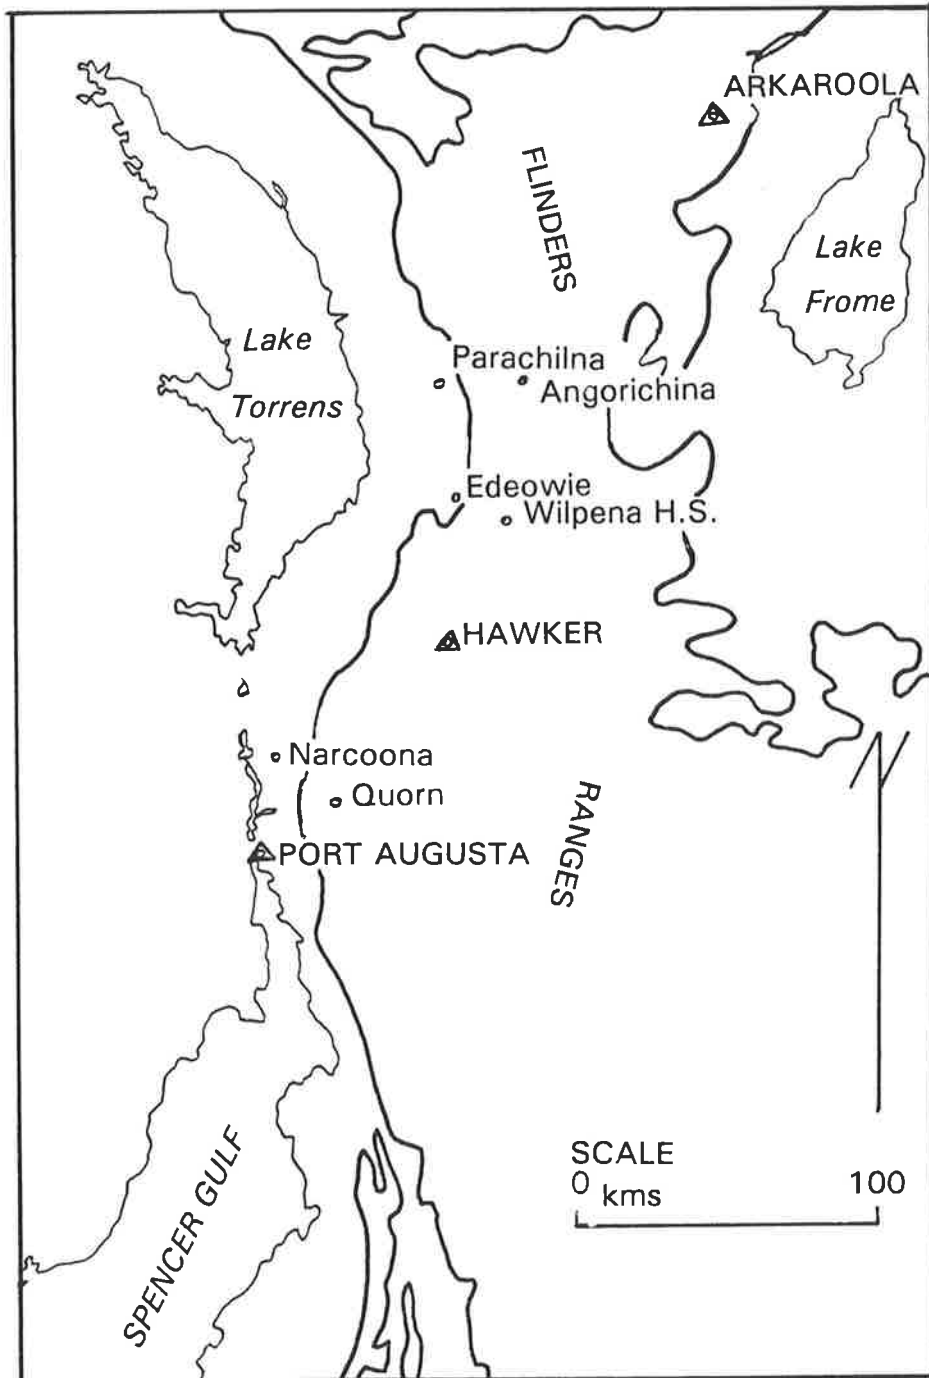 ARKAROOLA
FLINDERS
Lake
Frome
Lake
Torrens
Parachilna
Angorichina
Edeowie
Wilpena H.S.
HAWKER
Narcoona
Quorn
RANGES
PORT AUGUSTA
N
SPENCER GULF
SCALE
0 kms 100